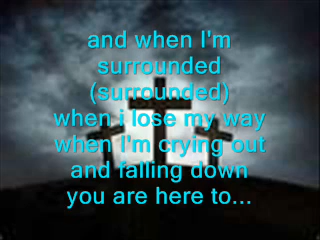 and when I'm
surrounded
(surrounded)
when i lose my way
when I'm crying out
and falling down
you are here to...